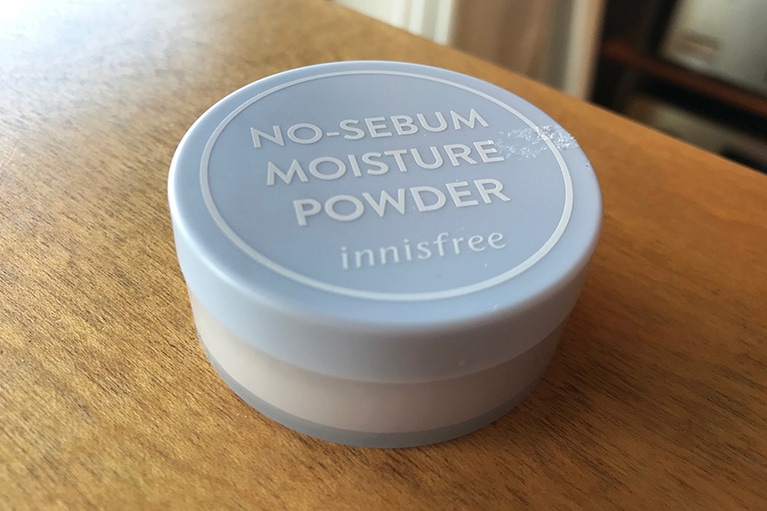 NO-SEBUM
MOISTURE
POWDER
innisfree